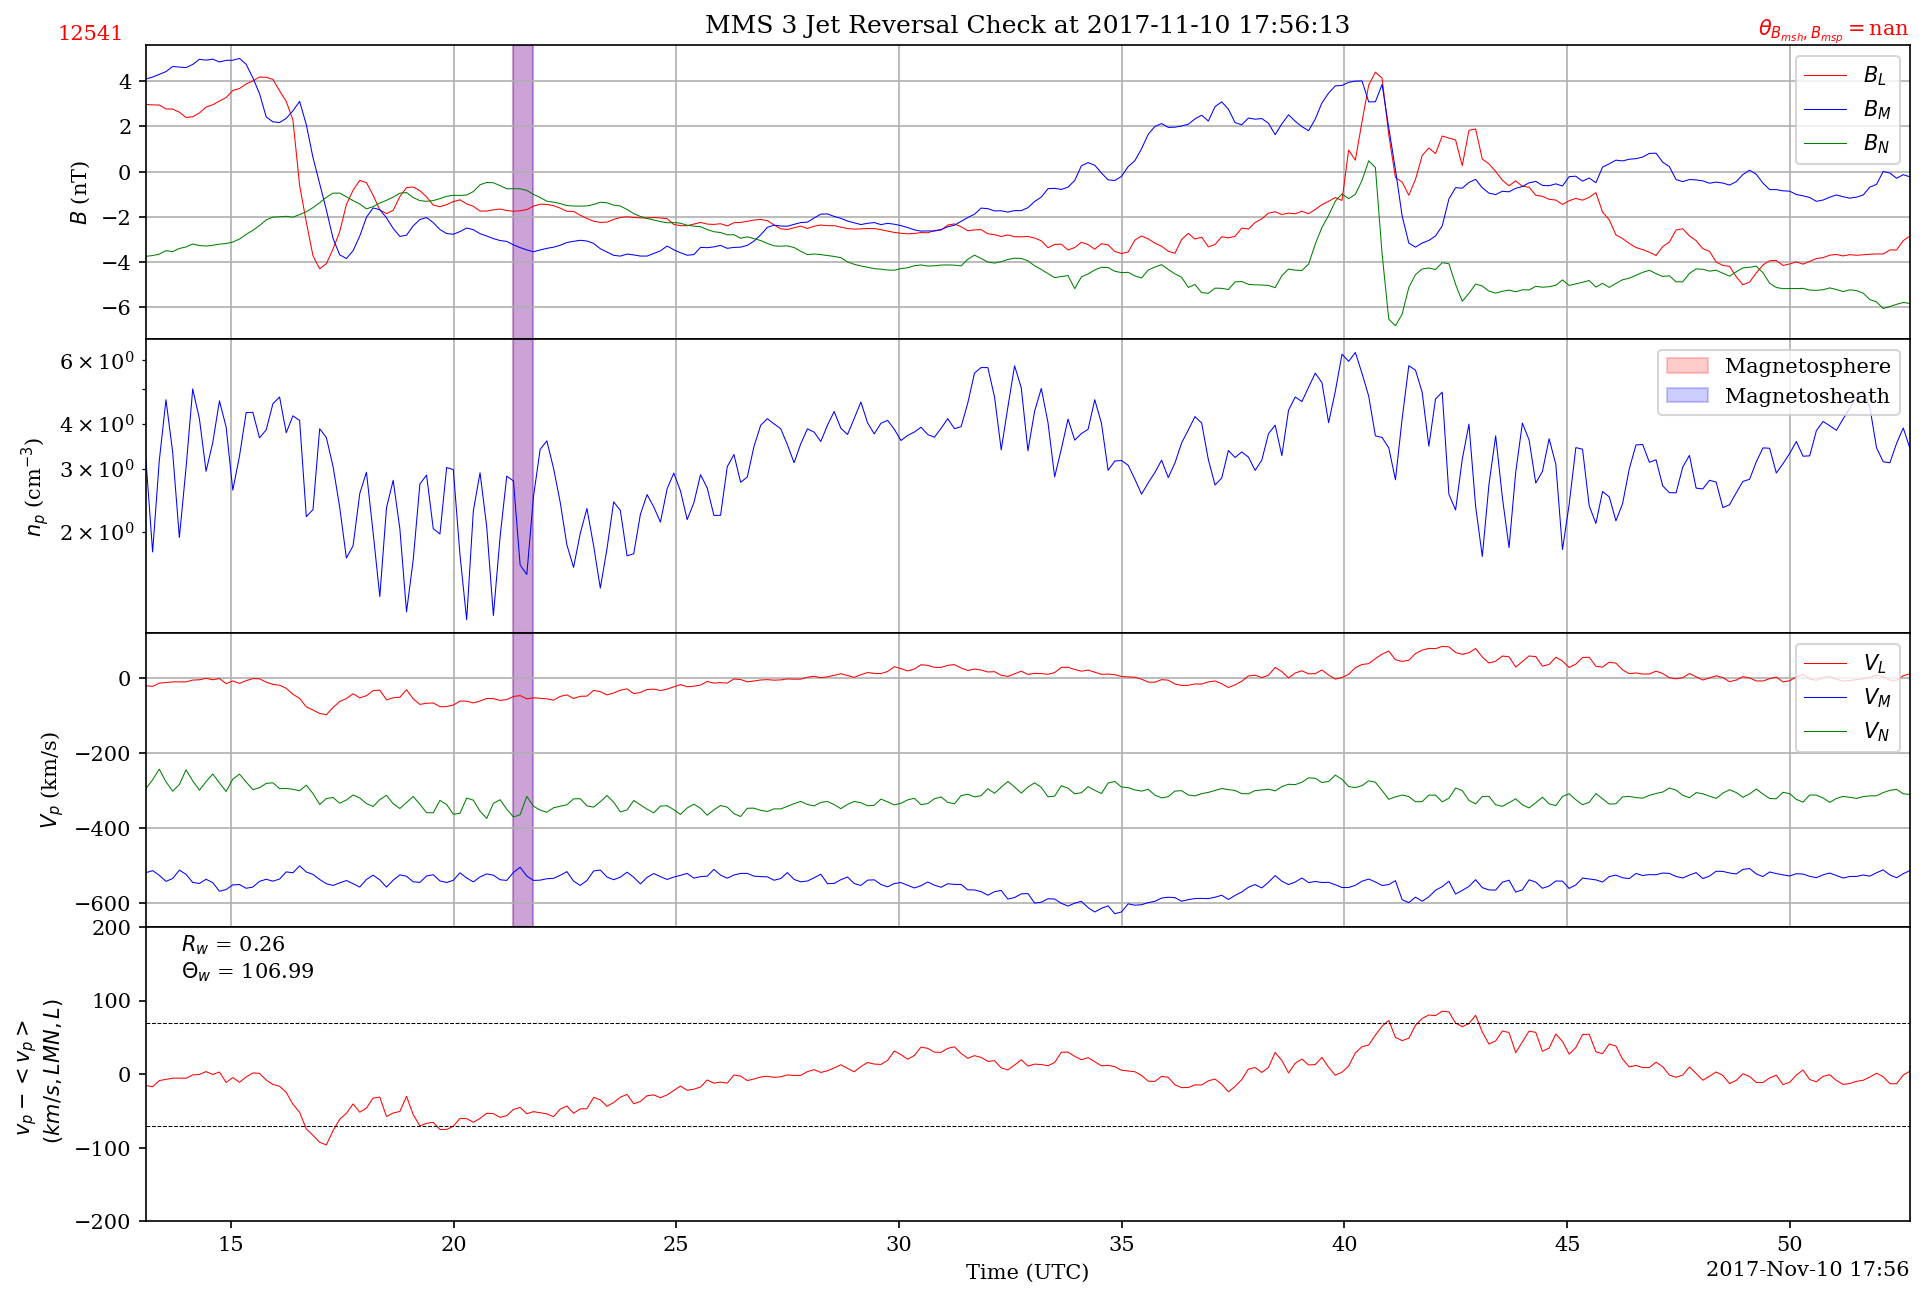 MMS 3 Jet Reversal Check at 2017-11-10 17:56:13
12541
θ_{B_{msh}, B_{msp}} = nan
4
2
0
−2
−4
−6
B (nT)
B_L
B_M
B_N
6 × 10⁰
4 × 10⁰
3 × 10⁰
2 × 10⁰
n_p (cm⁻³)
Magnetosphere
Magnetosheath
0
−200
−400
−600
V_p (km/s)
V_L
V_M
V_N
200
100
0
−100
−200
v_p − < v_p >
(km/s, LMN, L)
R_w = 0.26
Θ_w = 106.99
15 20 25 30 35 40 45 50
Time (UTC)
2017-Nov-10 17:56